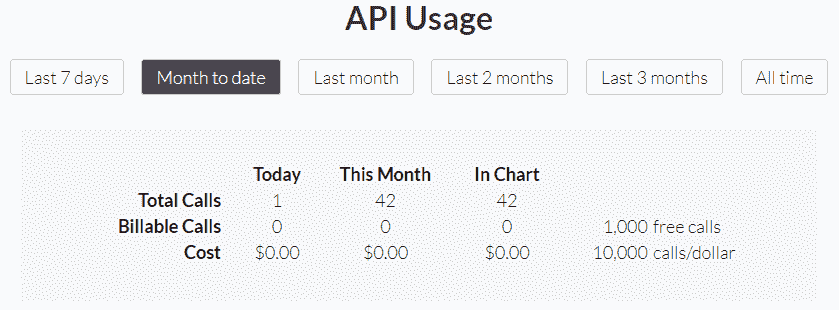 API Usage
Last 7 days Month to date Last month Last 2 months Last 3 months All time
Today This Month In Chart
Total Calls 1 42 42
Billable Calls 0 0 0 1,000 free calls
Cost $0.00 $0.00 $0.00 10,000 calls/dollar